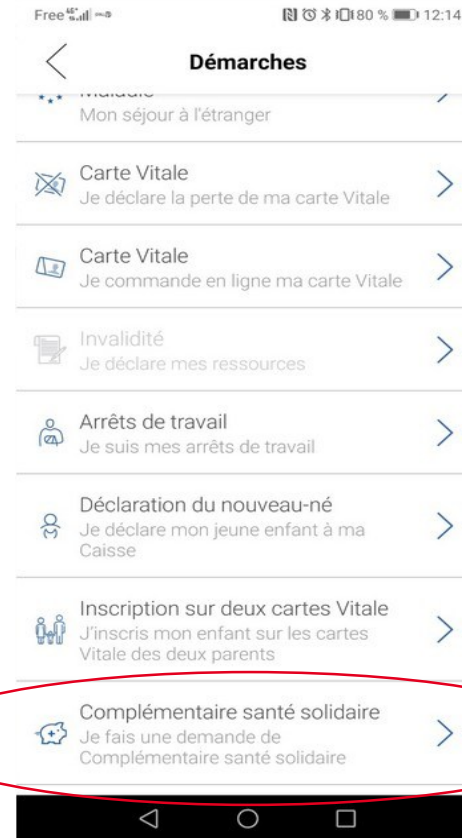 Free 80 % 12:14
Démarches
Maladie
Mon séjour à l'étranger
Carte Vitale
Je déclare la perte de ma carte Vitale
Carte Vitale
Je commande en ligne ma carte Vitale
Invalidité
Je déclare mes ressources
Arrêts de travail
Je suis mes arrêts de travail
Déclaration du nouveau-né
Je déclare mon jeune enfant à ma
Caisse
Inscription sur deux cartes Vitale
J'inscris mon enfant sur les cartes
Vitale des deux parents
Complémentaire santé solidaire
Je fais une demande de
Complémentaire santé solidaire